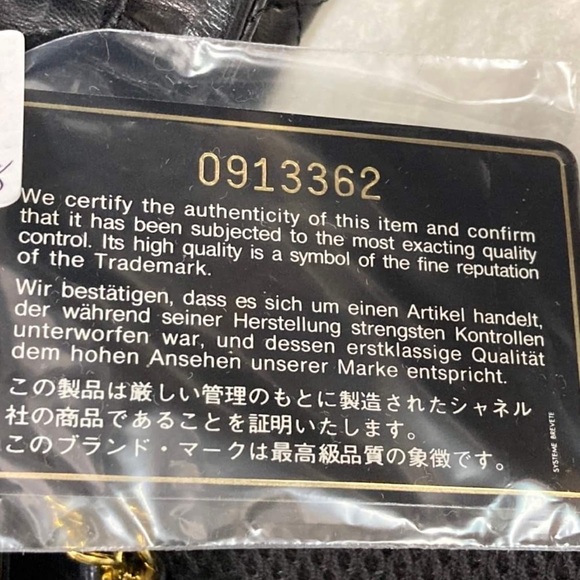 0913362
We certify the authenticity of this item and confirm
that it has been subjected to the most exacting quality
control. Its high quality is a symbol of the fine reputation
of the Trademark.
Wir bestätigen, dass es sich um einen Artikel handelt,
der während seiner Herstellung strengsten Kontrollen
unterworfen war, und dessen erstklassige Qualität
dem hohen Ansehen unserer Marke entspricht.
この製品は厳しい管理のもとに製造されたシャネル
社の商品であることを証明いたします。
このブランド・マークは最高級品質の象徴です。
SYSTEME BREVETE